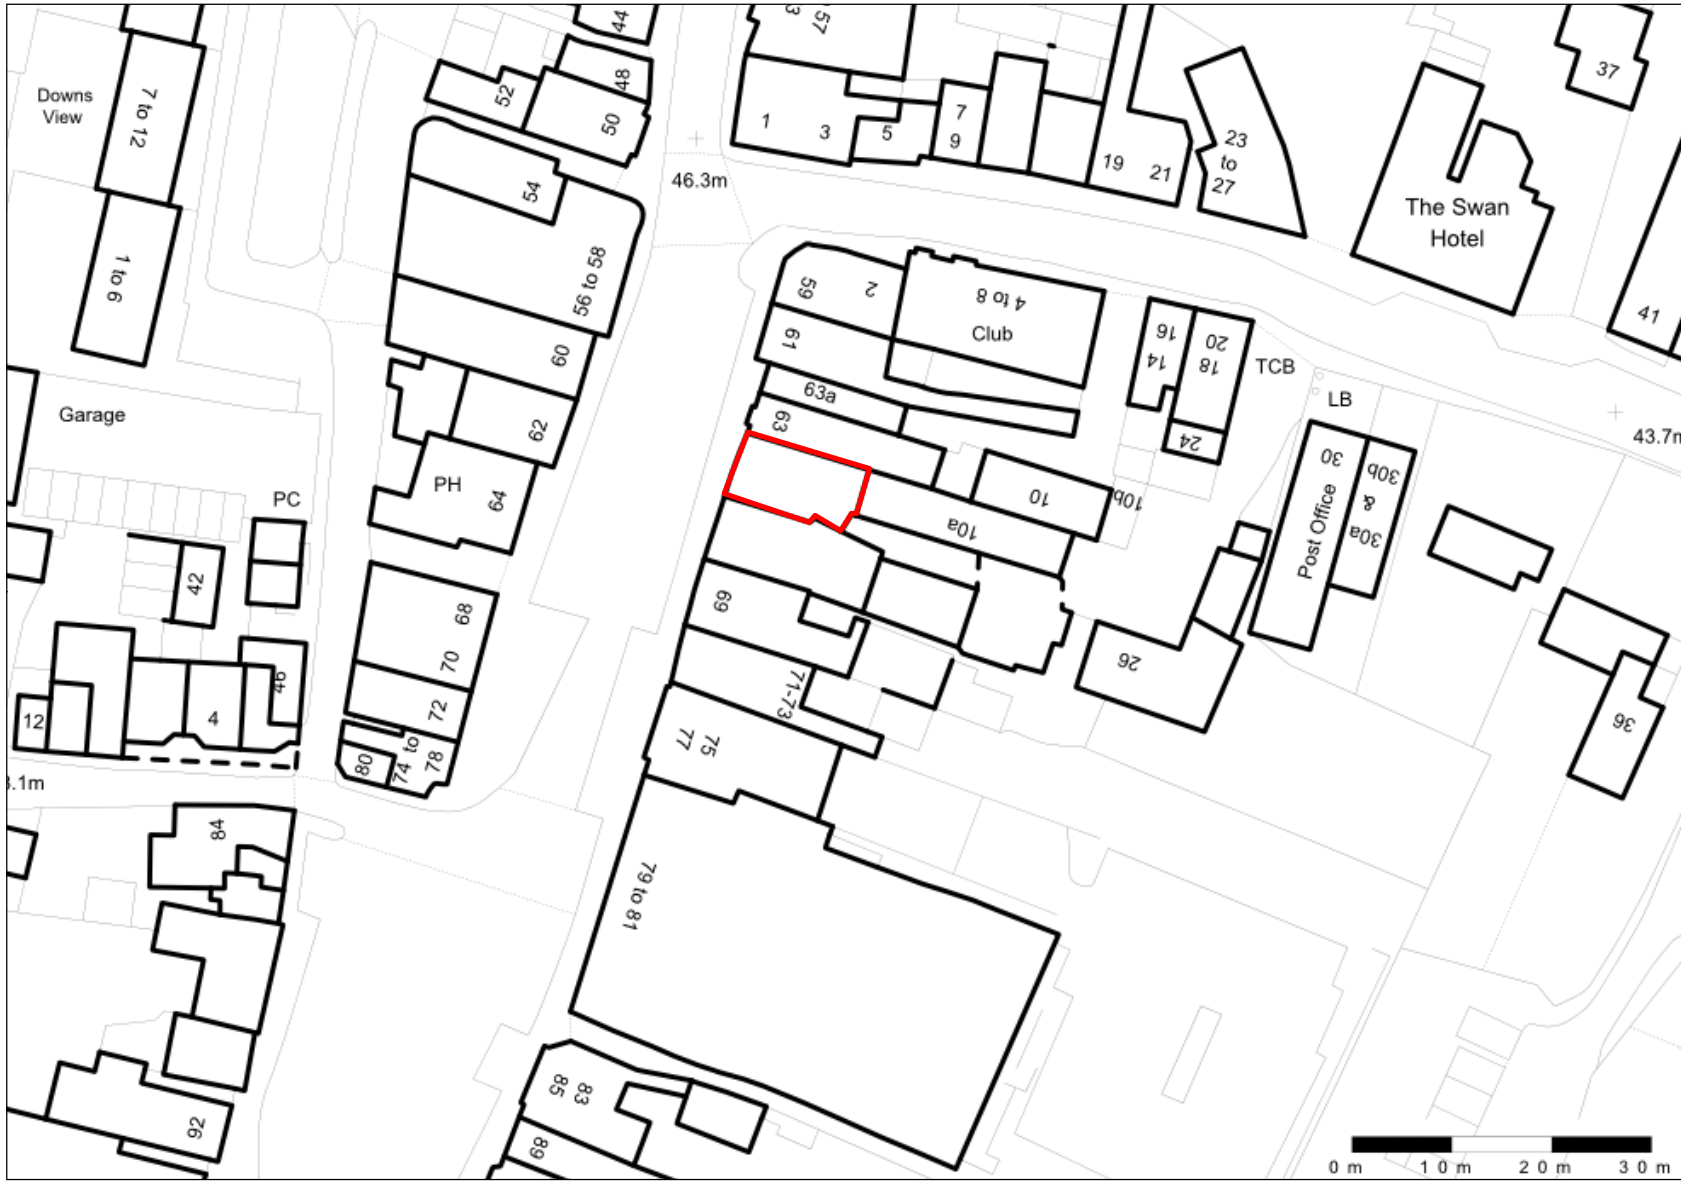 44
3
57
37
Downs
View
7 to 12
52
48
50
1
3
5
7
9
19
21
23
to
27
46.3m
54
The Swan
Hotel
1 to 6
56 to 58
59
2
4 to 8
Club
16
14
20
18
41
60
61
TCB
LB
Garage
63a
63
62
24
43.7m
PH
64
PC
10
10b
10a
30
Post Office
30b
&
30a
42
68
70
69
26
46
4
12
71-73
72
36
75
77
80
74 to
78
3.1m
84
79 to 81
85
83
92
89
0 m
10 m
20 m
30 m